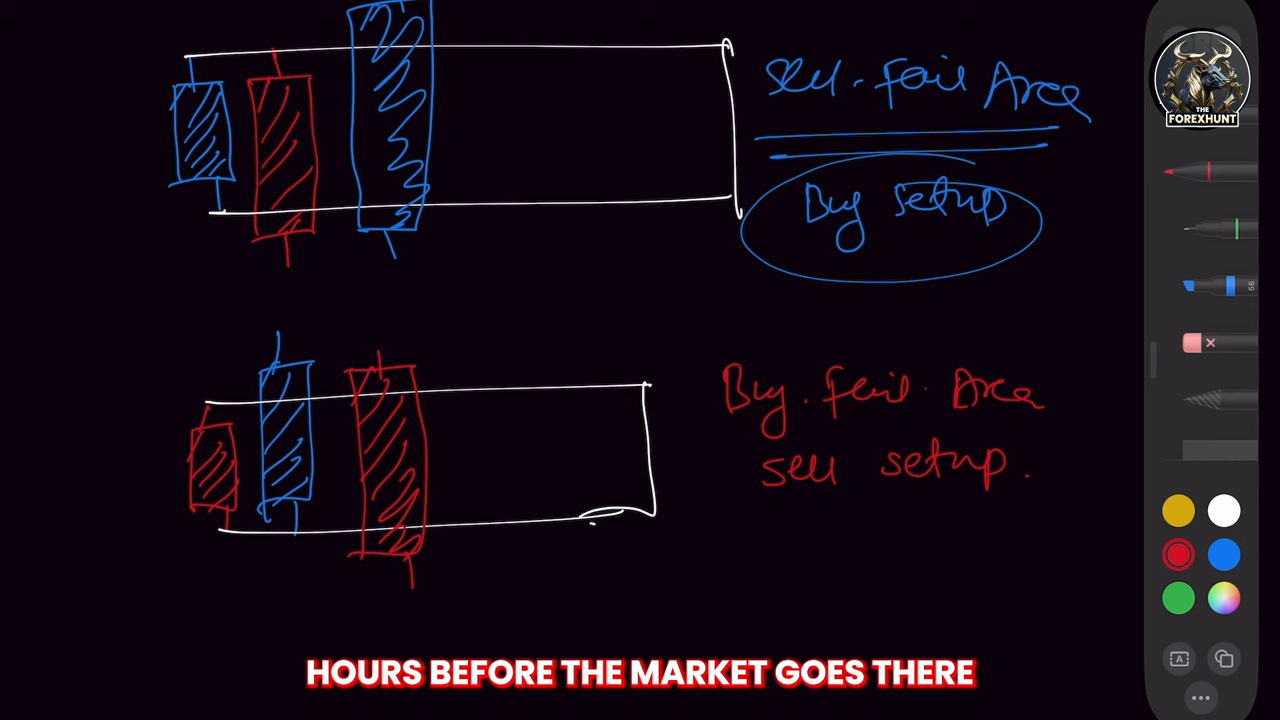 Sell. Fail Area
Buy setup
THE
FOREXHUNT
Buy. Fail. Area
sell setup.
HOURS BEFORE THE MARKET GOES THERE